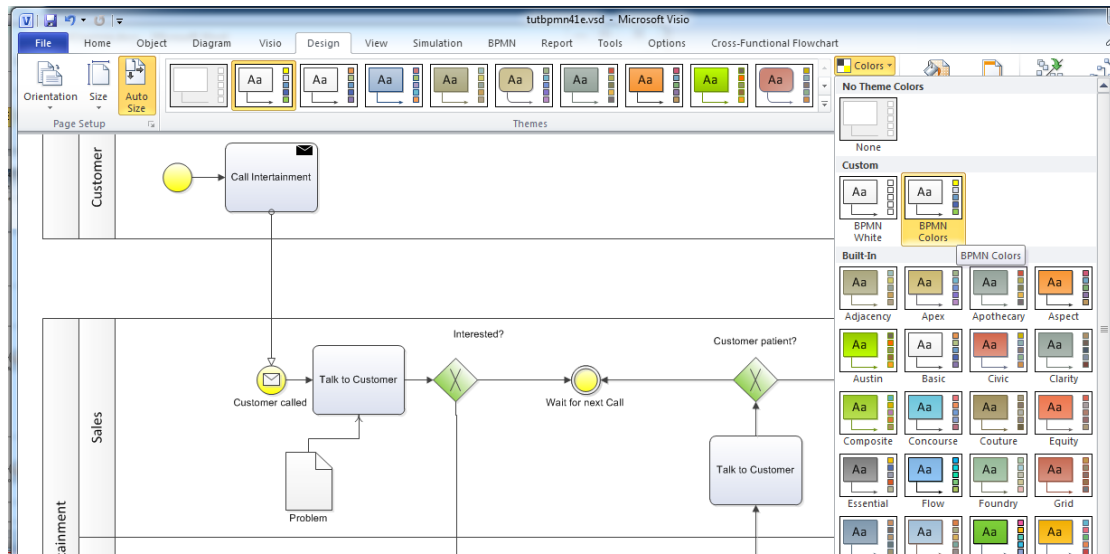 tutbpmn41e.vsd - Microsoft Visio
File Home Object Diagram Visio Design View Simulation BPMN Report Tools Options Cross-Functional Flowchart
Orientation Size Auto Size
Page Setup
Aa Aa Aa Aa Aa Aa Aa Aa Aa
Themes
Colors
No Theme Colors
None
Custom
Aa Aa
BPMN White
BPMN Colors
BPMN Colors
Built-In
Aa Aa Aa Aa
Adjacency Apex Apothecary Aspect
Aa Aa Aa Aa
Austin Basic Civic Clarity
Aa Aa Aa Aa
Composite Concourse Couture Equity
Aa Aa Aa Aa
Essential Flow Foundry Grid
Aa Aa Aa Aa
Customer
Call Intertainment
Sales
Interested?
Customer patient?
Talk to Customer
Customer called
Wait for next Call
Talk to Customer
Problem
tainment